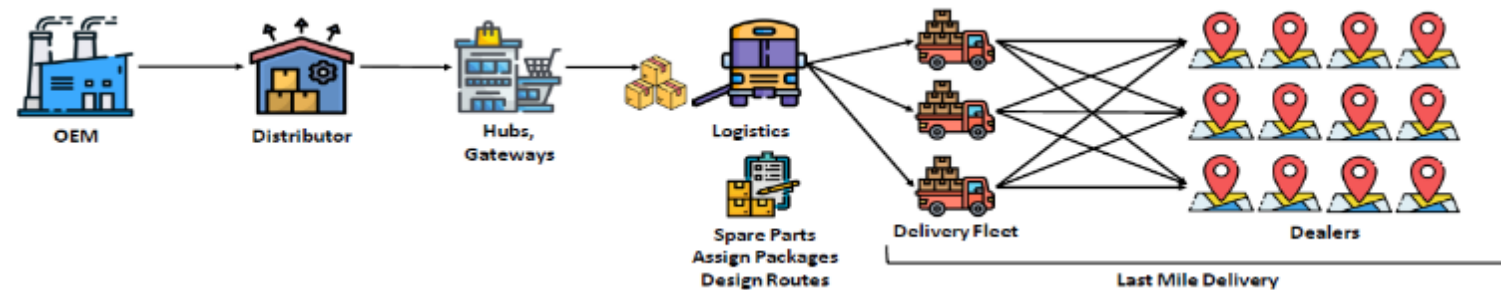 OEM
Distributor
Hubs,
Gateways
Logistics
Spare Parts
Assign Packages
Design Routes
Delivery Fleet
Dealers
Last Mile Delivery